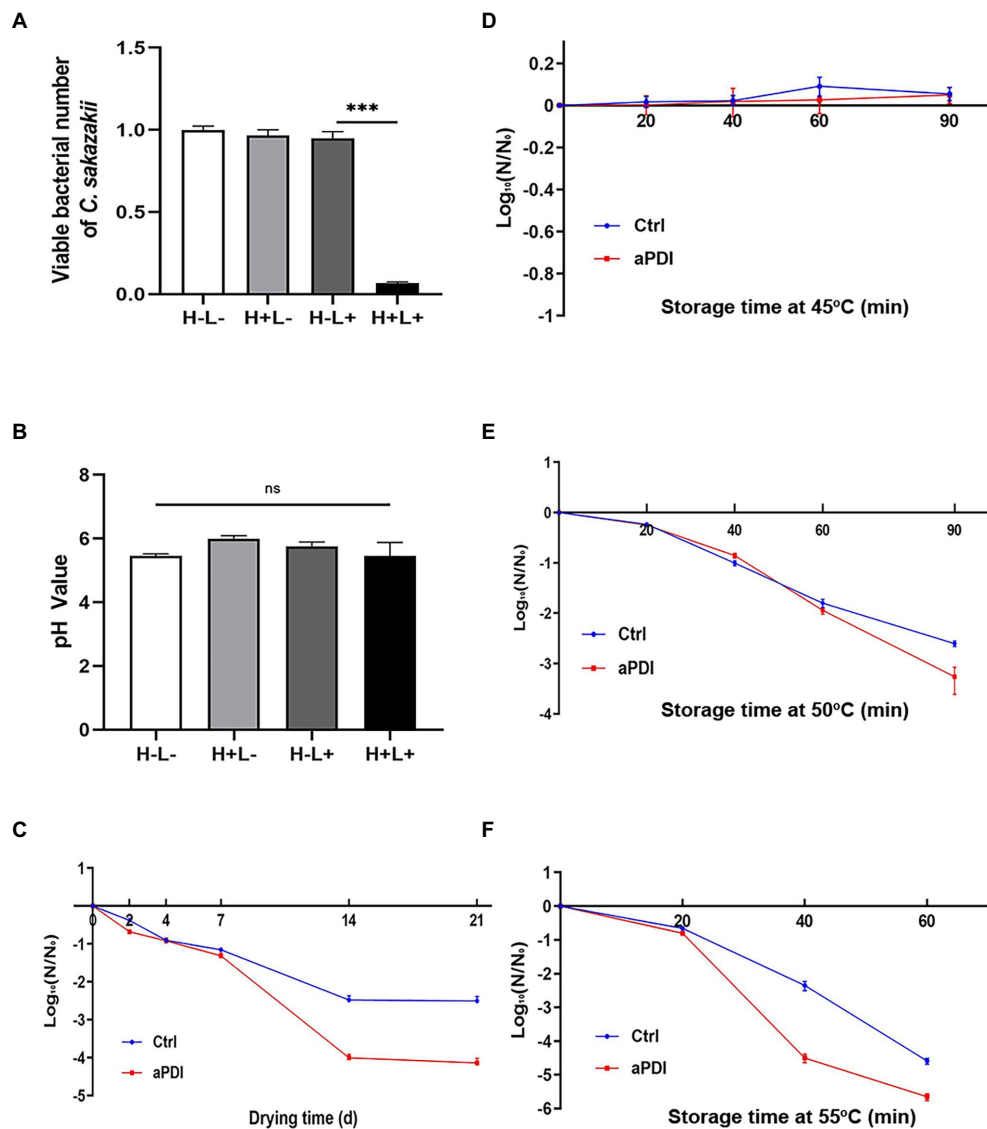 A
Viable bacterial number
of C. sakazakii
1.5
1.0
0.5
0.0
***
H-L-
H+L-
H-L+
H+L+
B
pH Value
8
6
4
2
0
ns
H-L-
H+L-
H-L+
H+L+
C
Log₁₀(N/N₀)
1
0
-1
-2
-3
-4
-5
0
2
4
7
14
21
Ctrl
aPDI
Drying time (d)
D
Log₁₀(N/N₀)
0.2
0
-0.2
-0.4
-0.6
-0.8
-1
20
40
60
90
Ctrl
aPDI
Storage time at 45ºC (min)
E
Log₁₀(N/N₀)
1
0
-1
-2
-3
-4
20
40
60
90
Ctrl
aPDI
Storage time at 50ºC (min)
F
Log₁₀(N/N₀)
1
0
-1
-2
-3
-4
-5
-6
20
40
60
Ctrl
aPDI
Storage time at 55ºC (min)